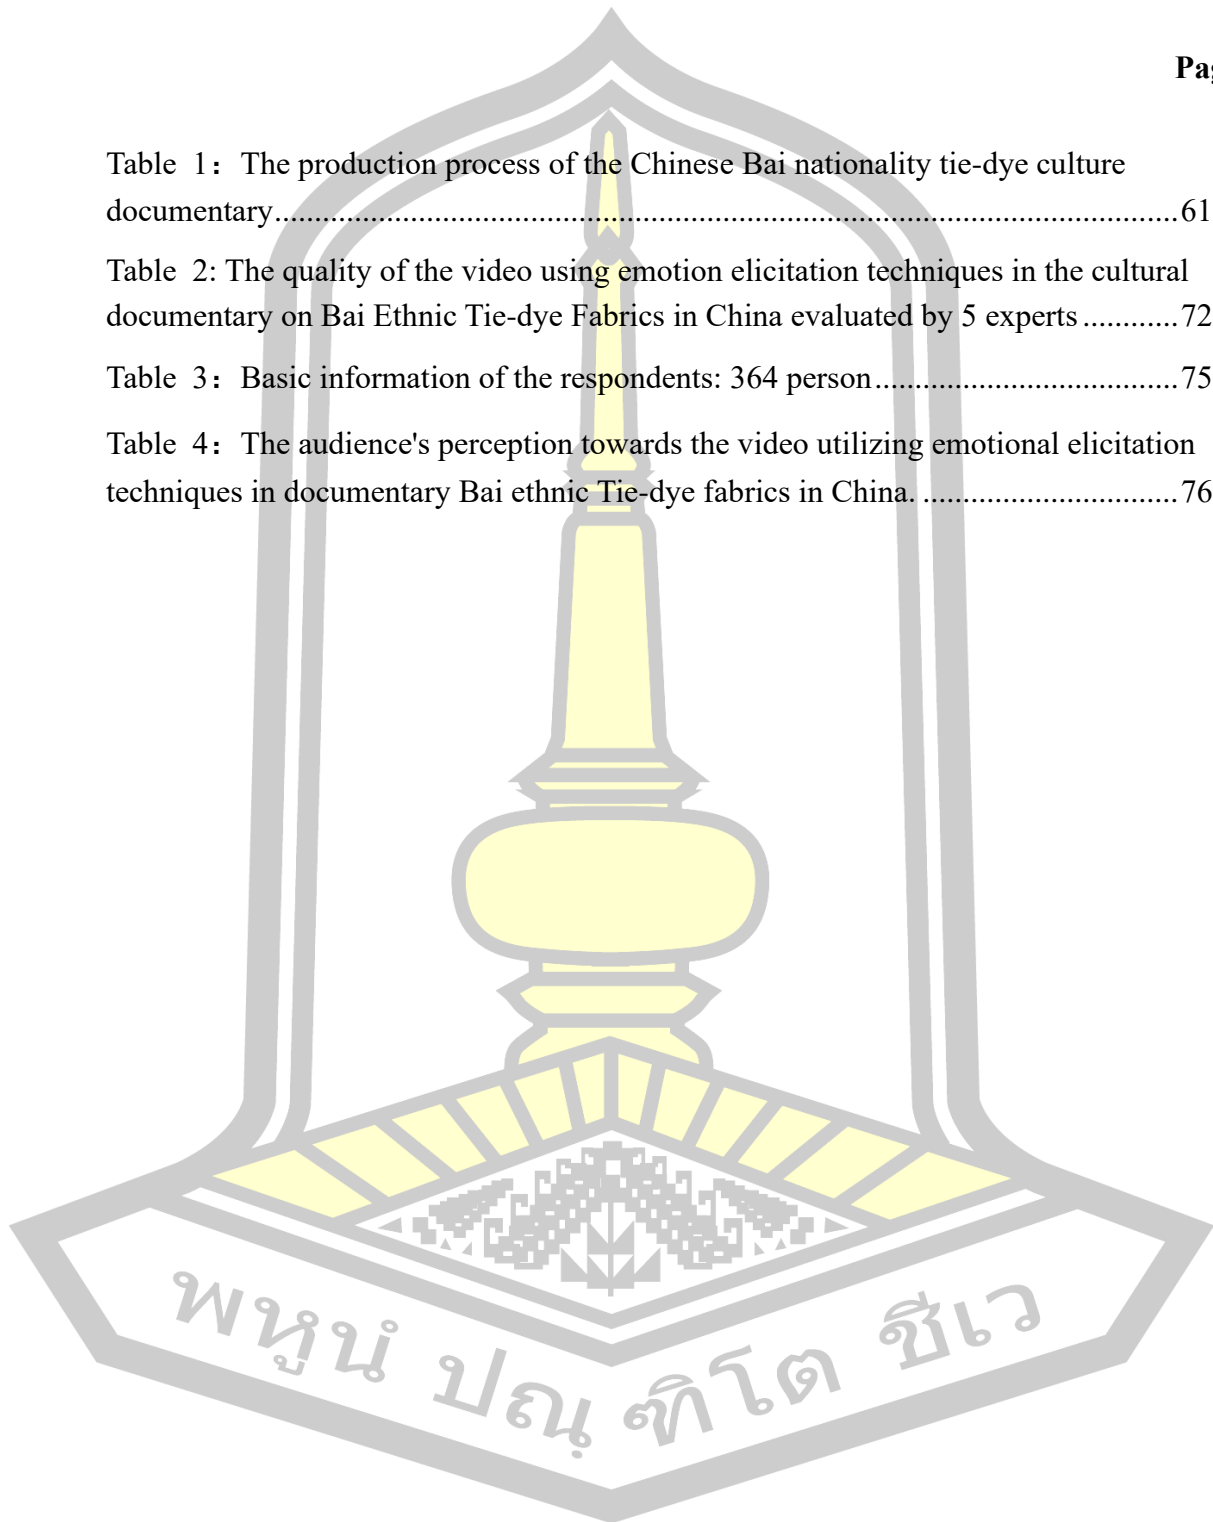 Pag
Table 1：The production process of the Chinese Bai nationality tie-dye culture
documentary...................................................................................................................61
Table 2: The quality of the video using emotion elicitation techniques in the cultural
documentary on Bai Ethnic Tie-dye Fabrics in China evaluated by 5 experts............72
Table 3：Basic information of the respondents: 364 person......................................75
Table 4：The audience's perception towards the video utilizing emotional elicitation
techniques in documentary Bai ethnic Tie-dye fabrics in China. ................................76
พหูนํ ปณฺฑิโต ชีเว